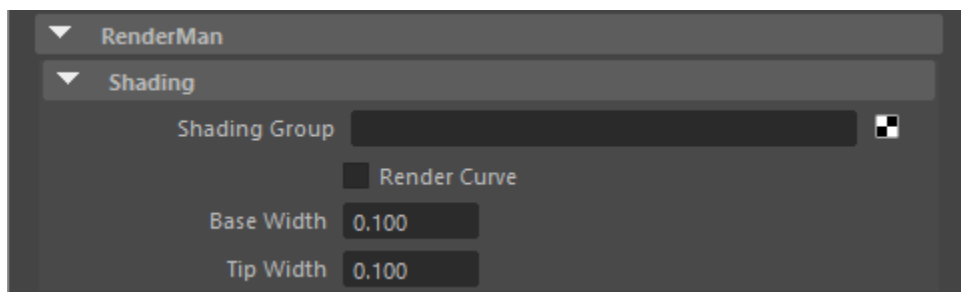 RenderMan
Shading
Shading Group
Render Curve
Base Width 0.100
Tip Width 0.100